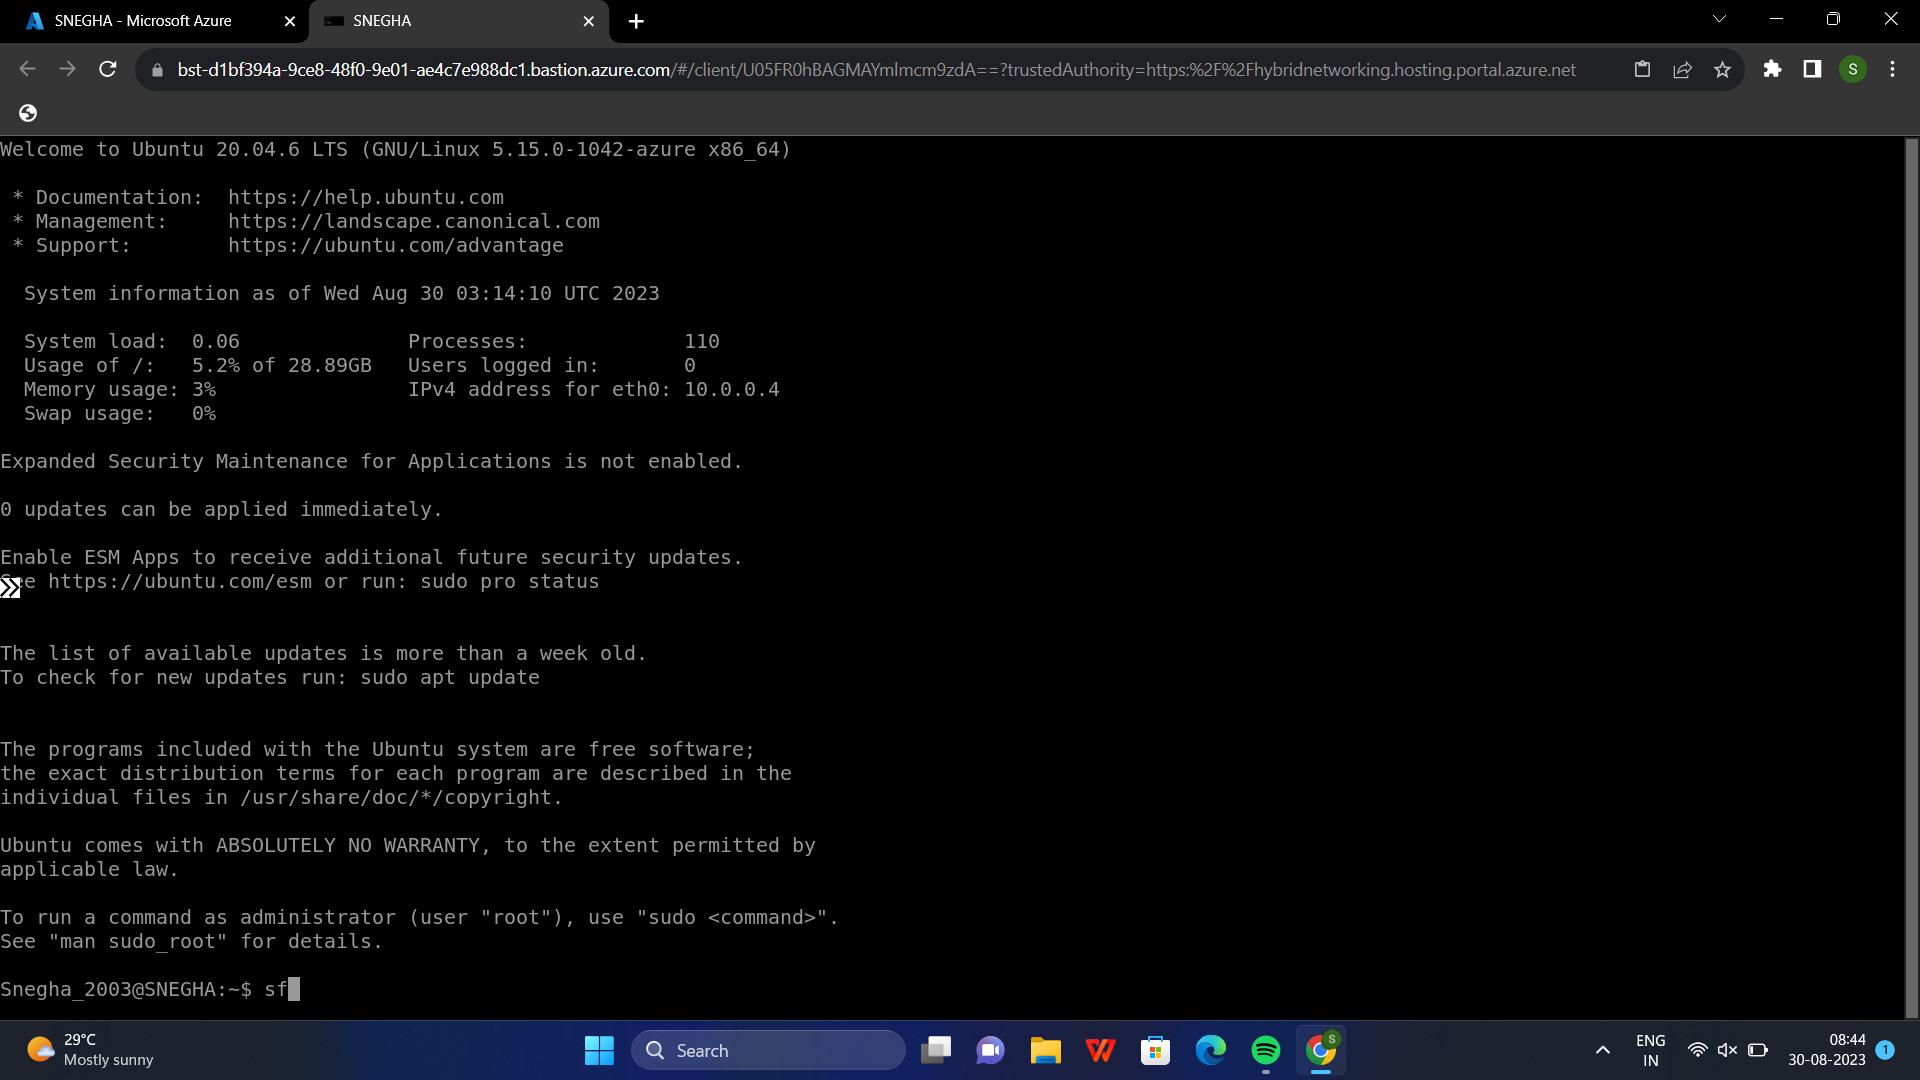 SNEGHA - Microsoft Azure
SNEGHA
bst-d1bf394a-9ce8-48f0-9e01-ae4c7e988dc1.bastion.azure.com/#/client/U05FR0hBAGMAYmlmcm9zdA==?trustedAuthority=https:%2F%2Fhybridnetworking.hosting.portal.azure.net
S
Welcome to Ubuntu 20.04.6 LTS (GNU/Linux 5.15.0-1042-azure x86_64)
* Documentation:  https://help.ubuntu.com
* Management:     https://landscape.canonical.com
* Support:        https://ubuntu.com/advantage
System information as of Wed Aug 30 03:14:10 UTC 2023
System load:  0.06              Processes:             110
Usage of /:   5.2% of 28.89GB   Users logged in:       0
Memory usage: 3%                IPv4 address for eth0: 10.0.0.4
Swap usage:   0%
Expanded Security Maintenance for Applications is not enabled.
0 updates can be applied immediately.
Enable ESM Apps to receive additional future security updates.
See https://ubuntu.com/esm or run: sudo pro status
The list of available updates is more than a week old.
To check for new updates run: sudo apt update
The programs included with the Ubuntu system are free software;
the exact distribution terms for each program are described in the
individual files in /usr/share/doc/*/copyright.
Ubuntu comes with ABSOLUTELY NO WARRANTY, to the extent permitted by
applicable law.
To run a command as administrator (user "root"), use "sudo <command>".
See "man sudo_root" for details.
Snegha_2003@SNEGHA:~$ sf
29°C
Mostly sunny
Search
S
ENG
IN
08:44
30-08-2023
1